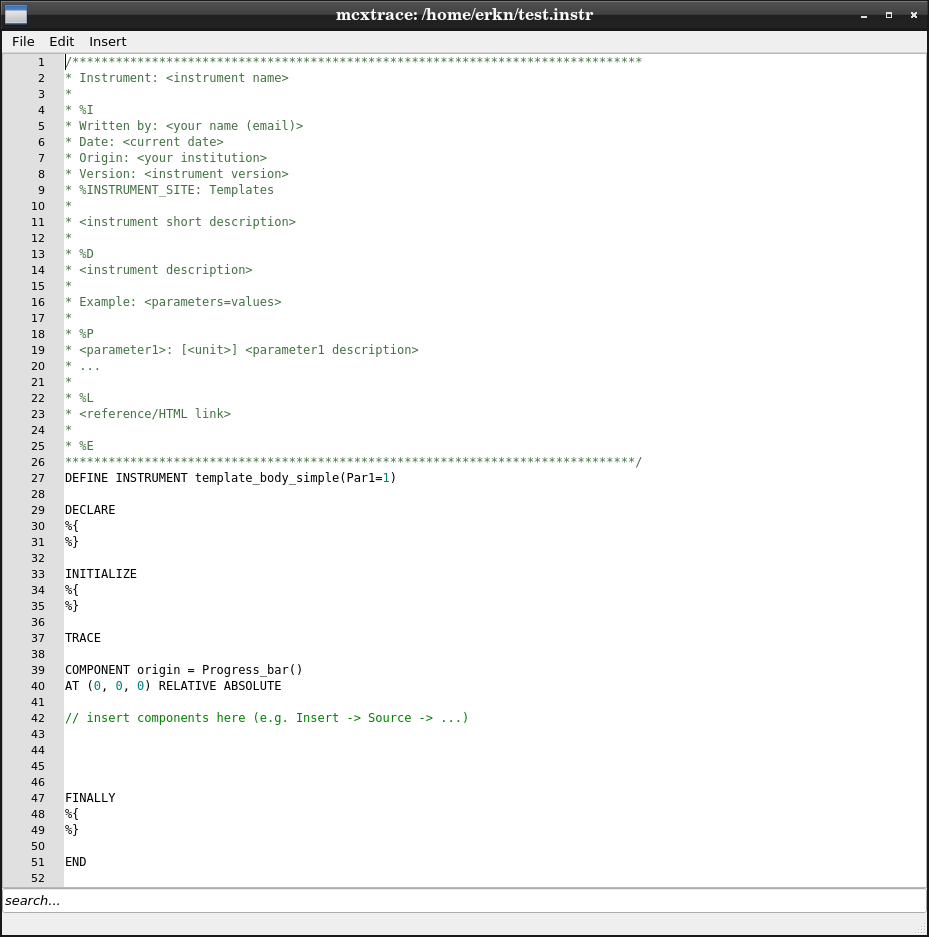 mcxtrace: /home/erkn/test.instr
File Edit Insert
1 /*******************************************************************************
2 * Instrument: <instrument name>
3 *
4 * %I
5 * Written by: <your name (email)>
6 * Date: <current date>
7 * Origin: <your institution>
8 * Version: <instrument version>
9 * %INSTRUMENT_SITE: Templates
10 *
11 * <instrument short description>
12 *
13 * %D
14 * <instrument description>
15 *
16 * Example: <parameters=values>
17 *
18 * %P
19 * <parameter1>: [<unit>] <parameter1 description>
20 * ...
21 *
22 * %L
23 * <reference/HTML link>
24 *
25 * %E
26 *******************************************************************************/
27 DEFINE INSTRUMENT template_body_simple(Par1=1)
28
29 DECLARE
30 %{
31 %}
32
33 INITIALIZE
34 %{
35 %}
36
37 TRACE
38
39 COMPONENT origin = Progress_bar()
40 AT (0, 0, 0) RELATIVE ABSOLUTE
41
42 // insert components here (e.g. Insert -> Source -> ...)
43
44
45
46
47 FINALLY
48 %{
49 %}
50
51 END
52
search...